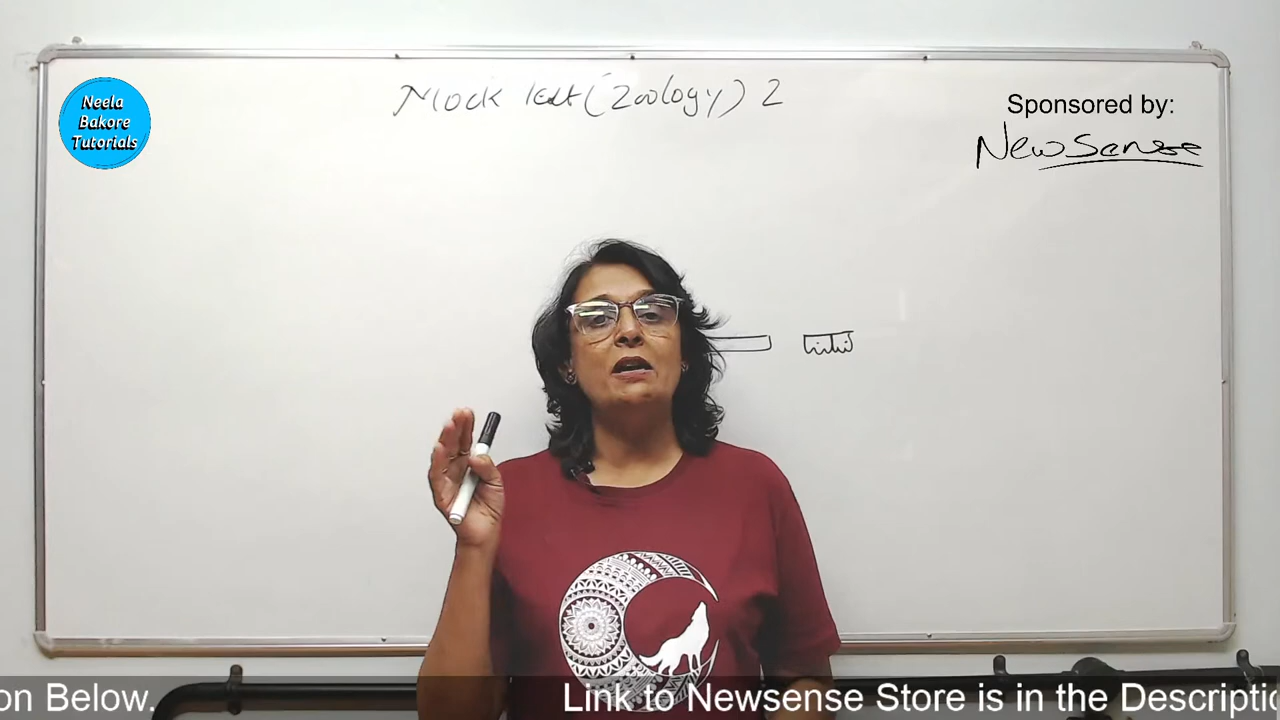 Mock test (Zoology) 2
Neela
Bakore
Tutorials
Sponsored by:
NewSense
on Below.
Link to Newsense Store is in the Descriptio